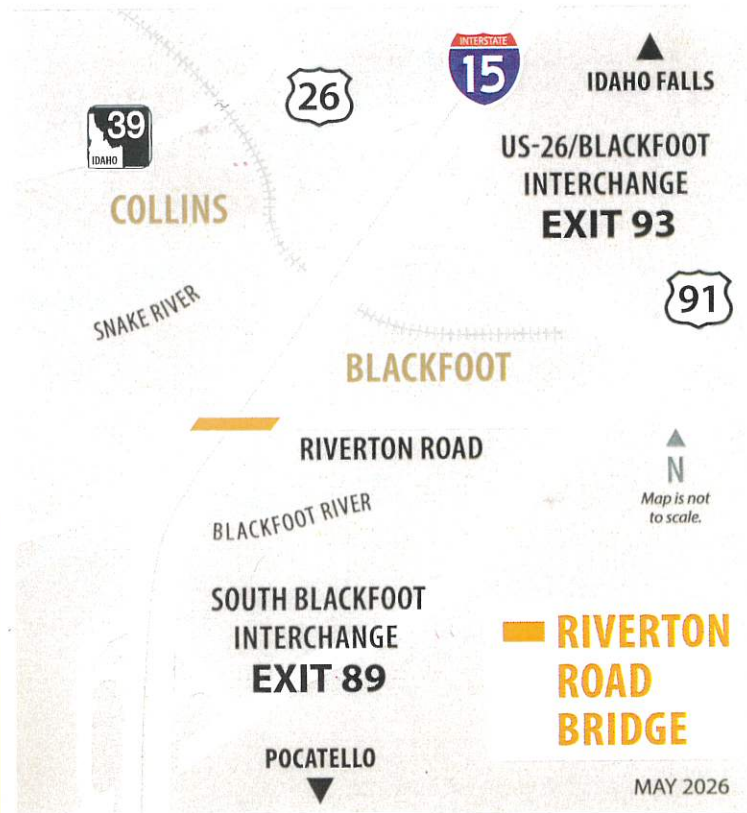 INTERSTATE
15
26
IDAHO FALLS
39
IDAHO
US-26/BLACKFOOT
INTERCHANGE
EXIT 93
COLLINS
91
SNAKE RIVER
BLACKFOOT
RIVERTON ROAD
N
Map is not
to scale.
BLACKFOOT RIVER
SOUTH BLACKFOOT
INTERCHANGE
EXIT 89
RIVERTON
ROAD
BRIDGE
POCATELLO
MAY 2026